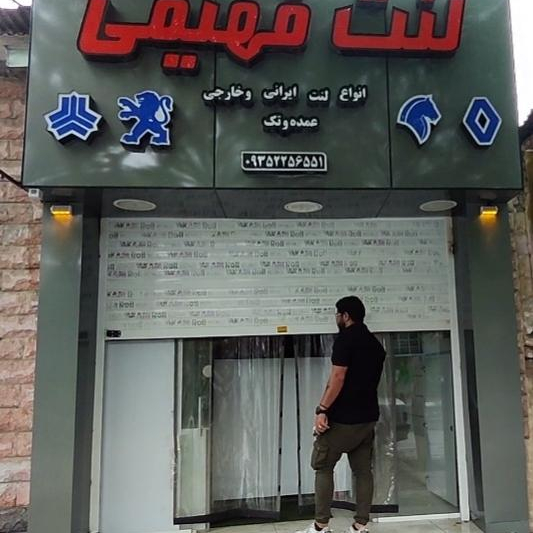 لنت مهیمی
انواع لنت ایرانی وخارجی
عمده وتک
۰۹۳۵۲۲۵۶۵۵۱